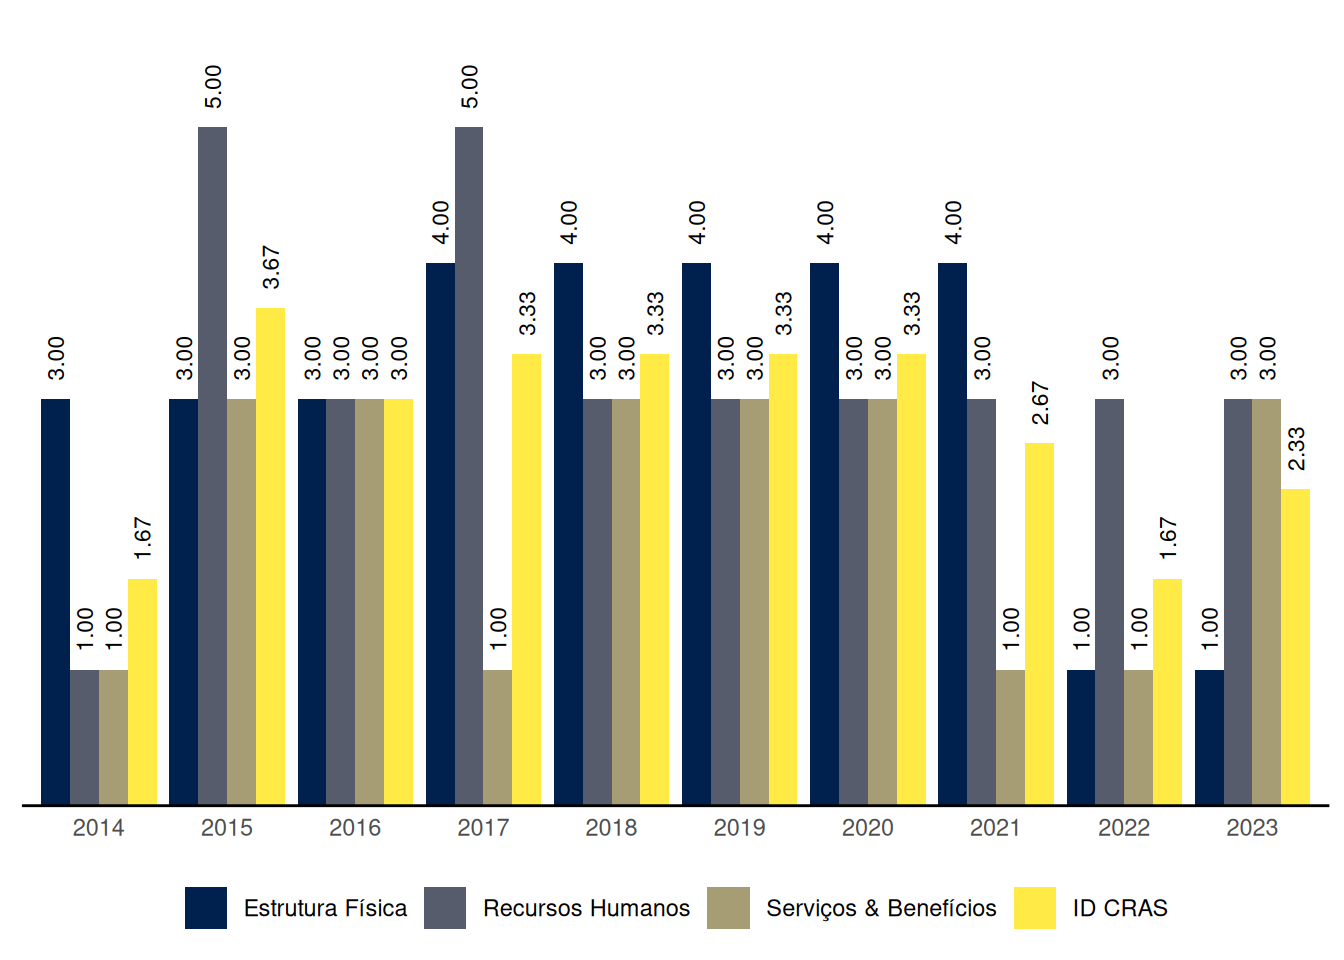 5.00 5.00
4.00 4.00 4.00 4.00 4.00
3.67
3.33 3.33 3.33 3.33
3.00 3.00 3.00 3.00 3.00 3.00 3.00 3.00 3.00 3.00 3.00 3.00 3.00 3.00 3.00 3.00 3.00
2.67
2.33
1.67 1.67
1.00 1.00 1.00 1.00 1.00 1.00 1.00
2014 2015 2016 2017 2018 2019 2020 2021 2022 2023
Estrutura Física Recursos Humanos Serviços & Benefícios ID CRAS